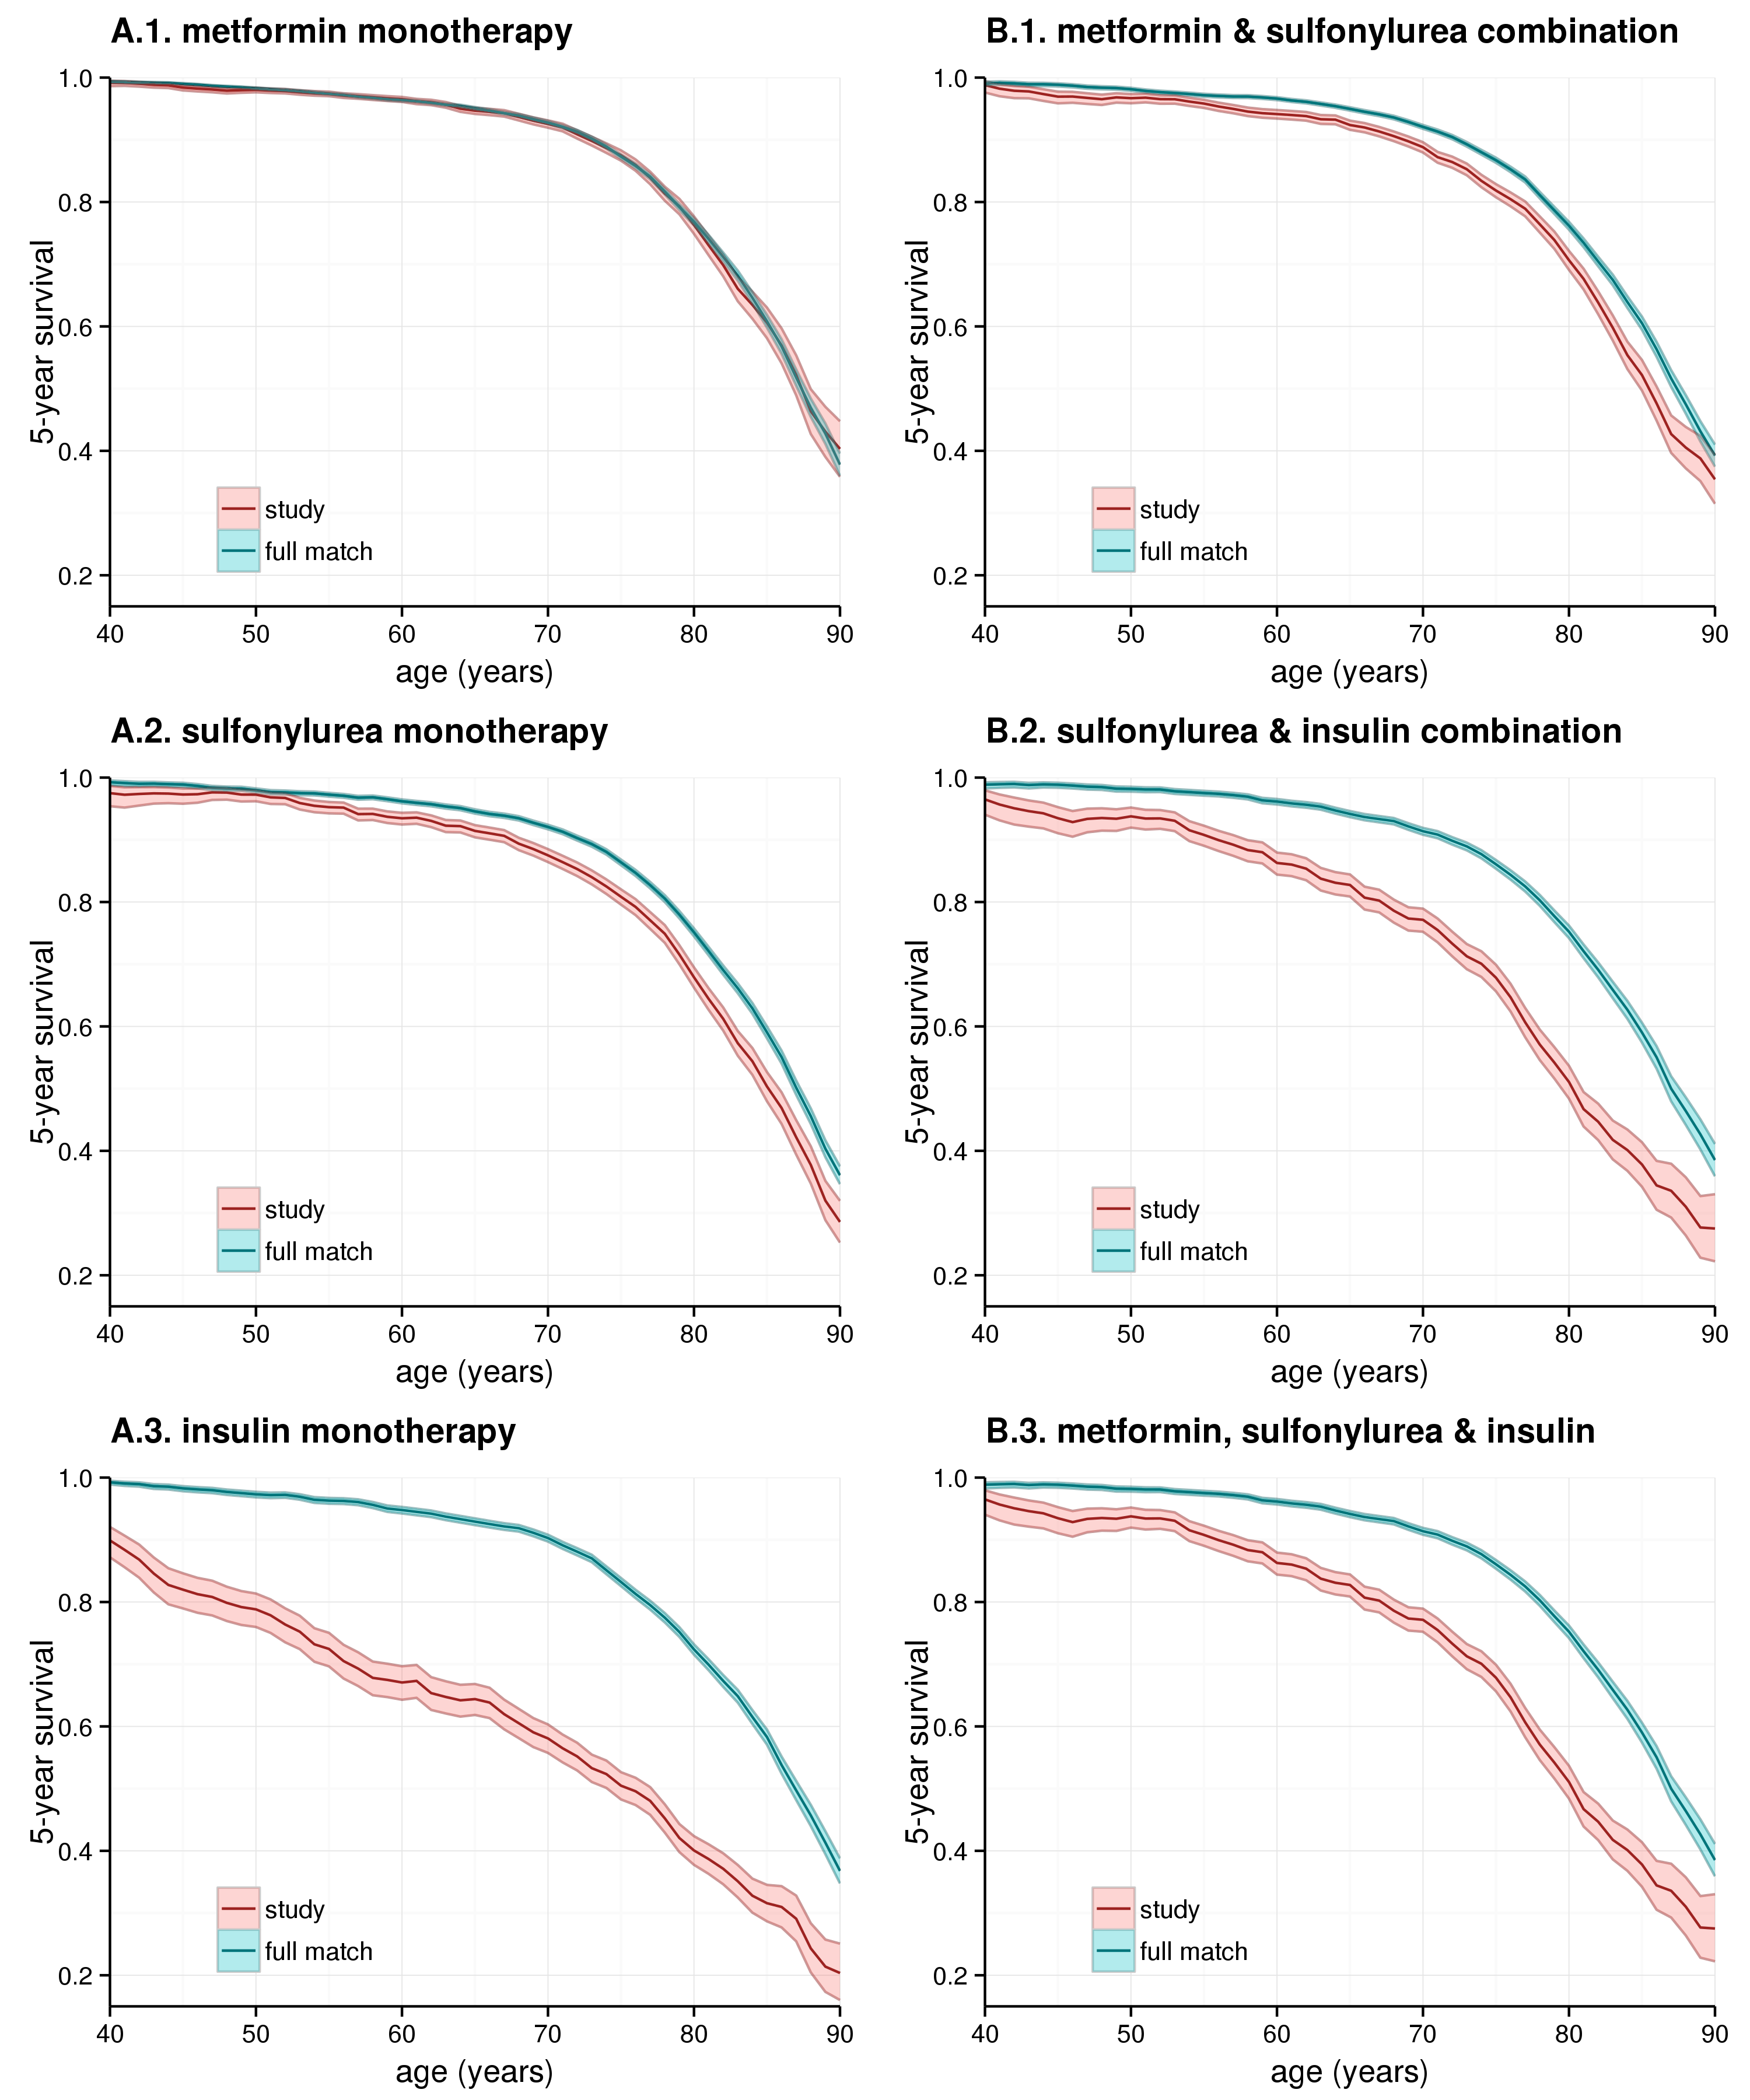 A.1. metformin monotherapy
5-year survival
1.0
0.8
0.6
0.4
0.2
study
full match
40 50 60 70 80 90
age (years)
B.1. metformin & sulfonylurea combination
5-year survival
1.0
0.8
0.6
0.4
0.2
study
full match
40 50 60 70 80 90
age (years)
A.2. sulfonylurea monotherapy
5-year survival
1.0
0.8
0.6
0.4
0.2
study
full match
40 50 60 70 80 90
age (years)
B.2. sulfonylurea & insulin combination
5-year survival
1.0
0.8
0.6
0.4
0.2
study
full match
40 50 60 70 80 90
age (years)
A.3. insulin monotherapy
5-year survival
1.0
0.8
0.6
0.4
0.2
study
full match
40 50 60 70 80 90
age (years)
B.3. metformin, sulfonylurea & insulin
5-year survival
1.0
0.8
0.6
0.4
0.2
study
full match
40 50 60 70 80 90
age (years)